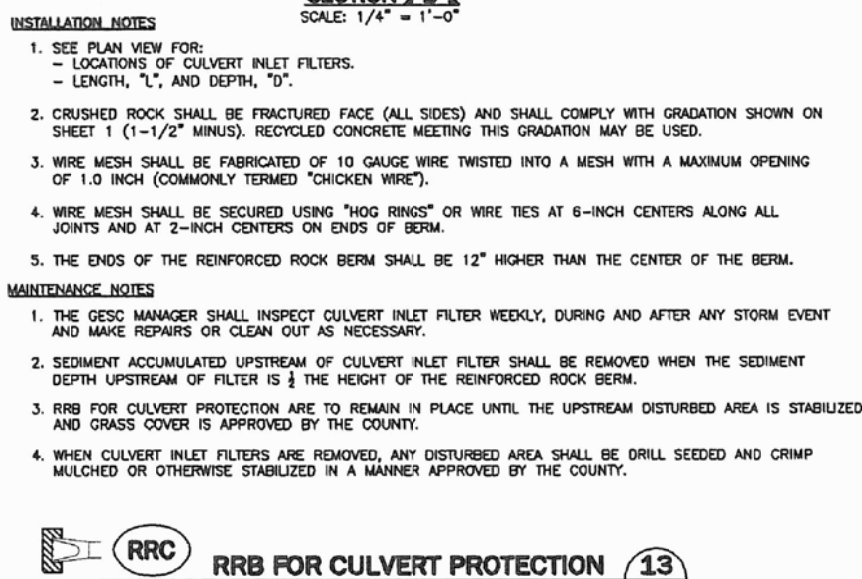 SCALE: 1/4" = 1'-0"
INSTALLATION NOTES
1. SEE PLAN VIEW FOR:
- LOCATIONS OF CULVERT INLET FILTERS.
- LENGTH, "L", AND DEPTH, "D".
2. CRUSHED ROCK SHALL BE FRACTURED FACE (ALL SIDES) AND SHALL COMPLY WITH GRADATION SHOWN ON
SHEET 1 (1-1/2" MINUS). RECYCLED CONCRETE MEETING THIS GRADATION MAY BE USED.
3. WIRE MESH SHALL BE FABRICATED OF 10 GAUGE WIRE TWISTED INTO A MESH WITH A MAXIMUM OPENING
OF 1.0 INCH (COMMONLY TERMED "CHICKEN WIRE").
4. WIRE MESH SHALL BE SECURED USING "HOG RINGS" OR WIRE TIES AT 6-INCH CENTERS ALONG ALL
JOINTS AND AT 2-INCH CENTERS ON ENDS OF BERM.
5. THE ENDS OF THE REINFORCED ROCK BERM SHALL BE 12" HIGHER THAN THE CENTER OF THE BERM.
MAINTENANCE NOTES
1. THE GESC MANAGER SHALL INSPECT CULVERT INLET FILTER WEEKLY, DURING AND AFTER ANY STORM EVENT
AND MAKE REPAIRS OR CLEAN OUT AS NECESSARY.
2. SEDIMENT ACCUMULATED UPSTREAM OF CULVERT INLET FILTER SHALL BE REMOVED WHEN THE SEDIMENT
DEPTH UPSTREAM OF FILTER IS ½ THE HEIGHT OF THE REINFORCED ROCK BERM.
3. RRB FOR CULVERT PROTECTION ARE TO REMAIN IN PLACE UNTIL THE UPSTREAM DISTURBED AREA IS STABILIZED
AND GRASS COVER IS APPROVED BY THE COUNTY.
4. WHEN CULVERT INLET FILTERS ARE REMOVED, ANY DISTURBED AREA SHALL BE DRILL SEEDED AND CRIMP
MULCHED OR OTHERWISE STABILIZED IN A MANNER APPROVED BY THE COUNTY.
RRC RRB FOR CULVERT PROTECTION 13